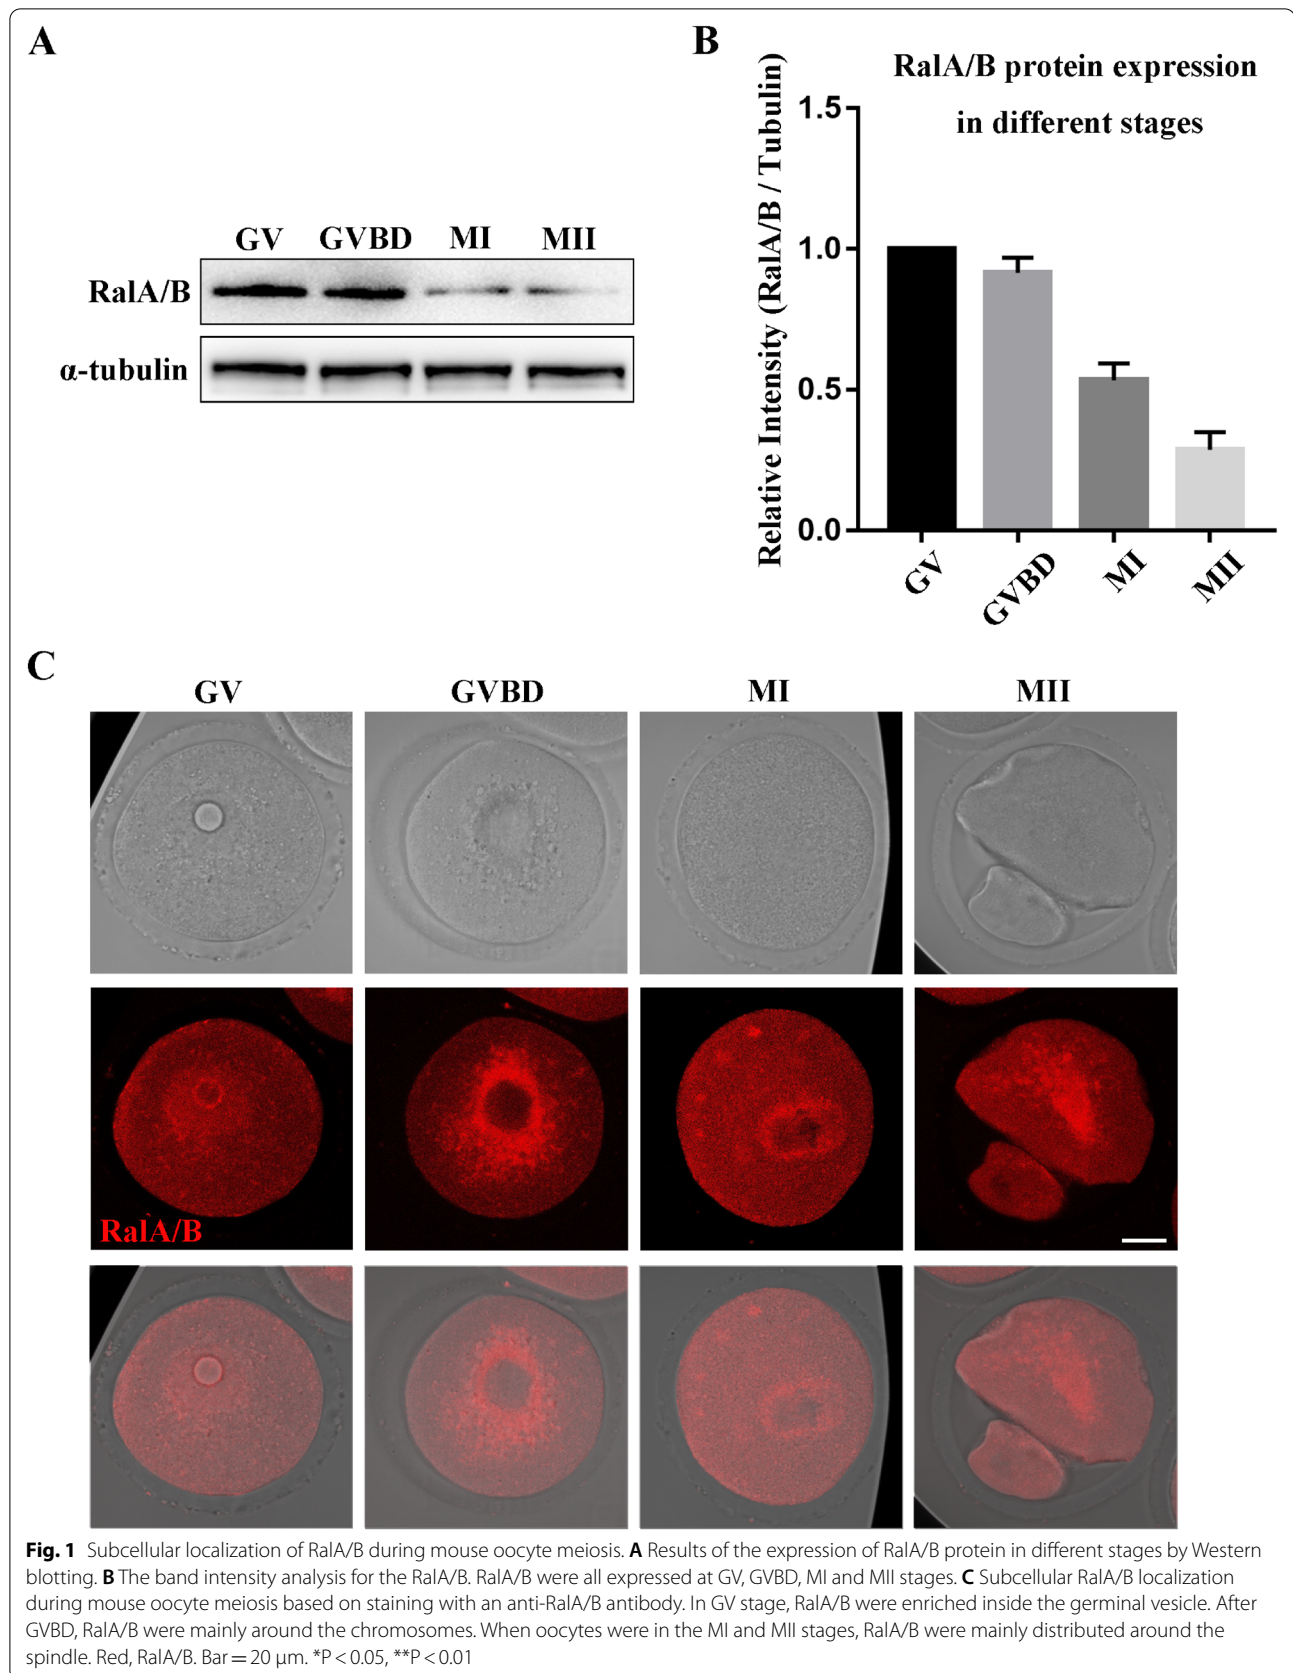 A
GV GVBD MI MII
RalA/B
α-tubulin
B
RalA/B protein expression
in different stages
Relative Intensity (RalA/B / Tubulin)
1.5
1.0
0.5
0.0
GV GVBD MI MII
C
GV GVBD MI MII
RalA/B
Fig. 1 Subcellular localization of RalA/B during mouse oocyte meiosis. A Results of the expression of RalA/B protein in different stages by Western
blotting. B The band intensity analysis for the RalA/B. RalA/B were all expressed at GV, GVBD, MI and MII stages. C Subcellular RalA/B localization
during mouse oocyte meiosis based on staining with an anti-RalA/B antibody. In GV stage, RalA/B were enriched inside the germinal vesicle. After
GVBD, RalA/B were mainly around the chromosomes. When oocytes were in the MI and MII stages, RalA/B were mainly distributed around the
spindle. Red, RalA/B. Bar = 20 μm. *P < 0.05, **P < 0.01